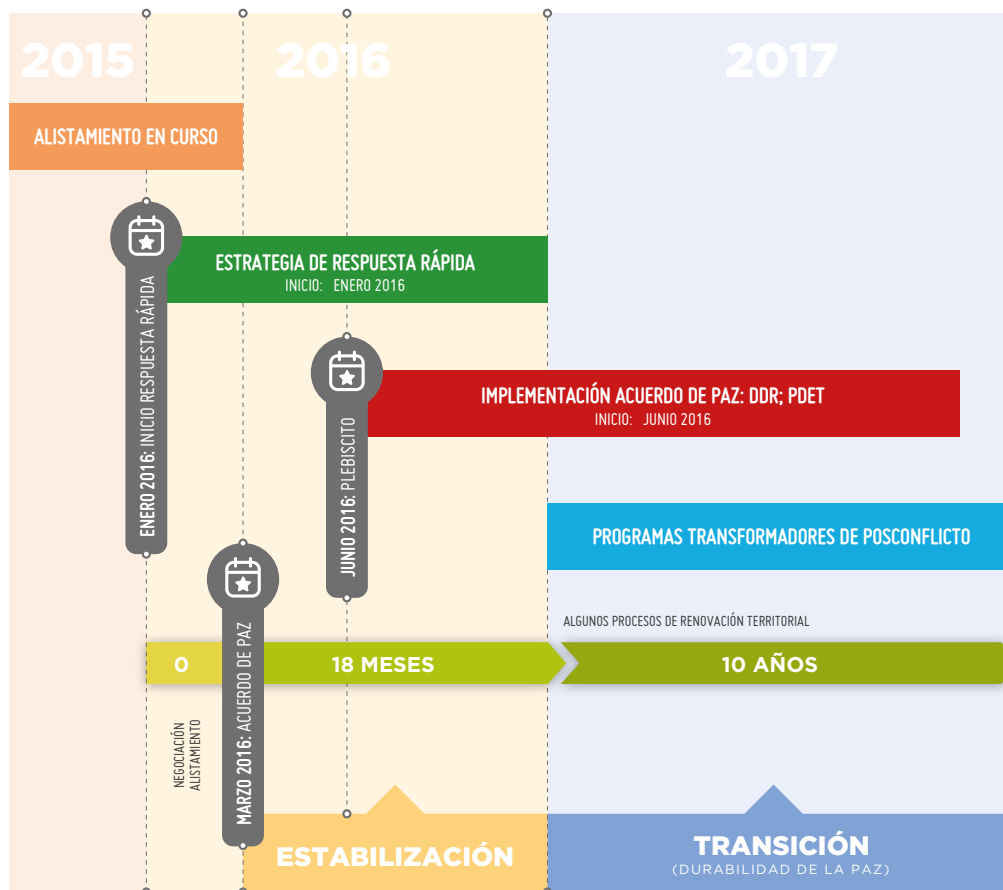 2015
2016
2017
ALISTAMIENTO EN CURSO
ESTRATEGIA DE RESPUESTA RÁPIDA
INICIO: ENERO 2016
ENERO 2016: INICIO RESPUESTA RÁPIDA
IMPLEMENTACIÓN ACUERDO DE PAZ: DDR; PDET
INICIO: JUNIO 2016
JUNIO 2016: PLEBISCITO
PROGRAMAS TRANSFORMADORES DE POSCONFLICTO
MARZO 2016: ACUERDO DE PAZ
ALGUNOS PROCESOS DE RENOVACIÓN TERRITORIAL
0
18 MESES
10 AÑOS
NEGOCIACIÓN
ALISTAMIENTO
ESTABILIZACIÓN
TRANSICIÓN
(DURABILIDAD DE LA PAZ)